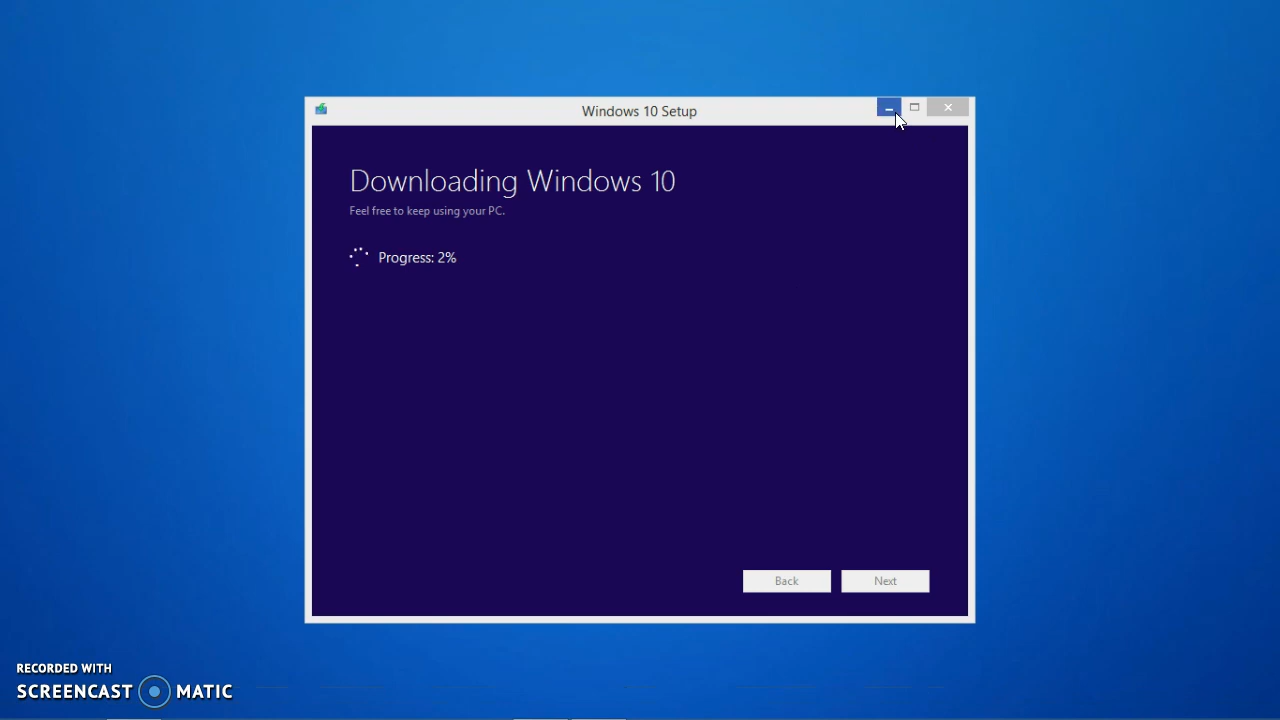 Windows 10 Setup
Downloading Windows 10
Feel free to keep using your PC.
Progress: 2%
Back Next
RECORDED WITH
SCREENCAST MATIC